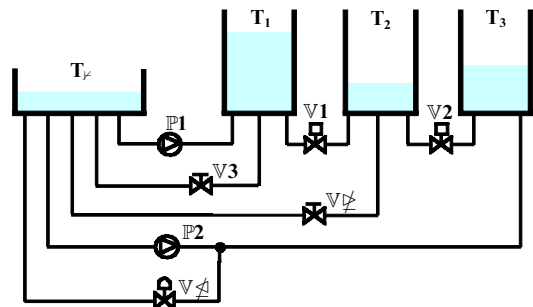 T₁
T₂
T₃
T
ℙ1
𝕍1
𝕍2
𝕍3
𝕍
ℙ2
𝕍